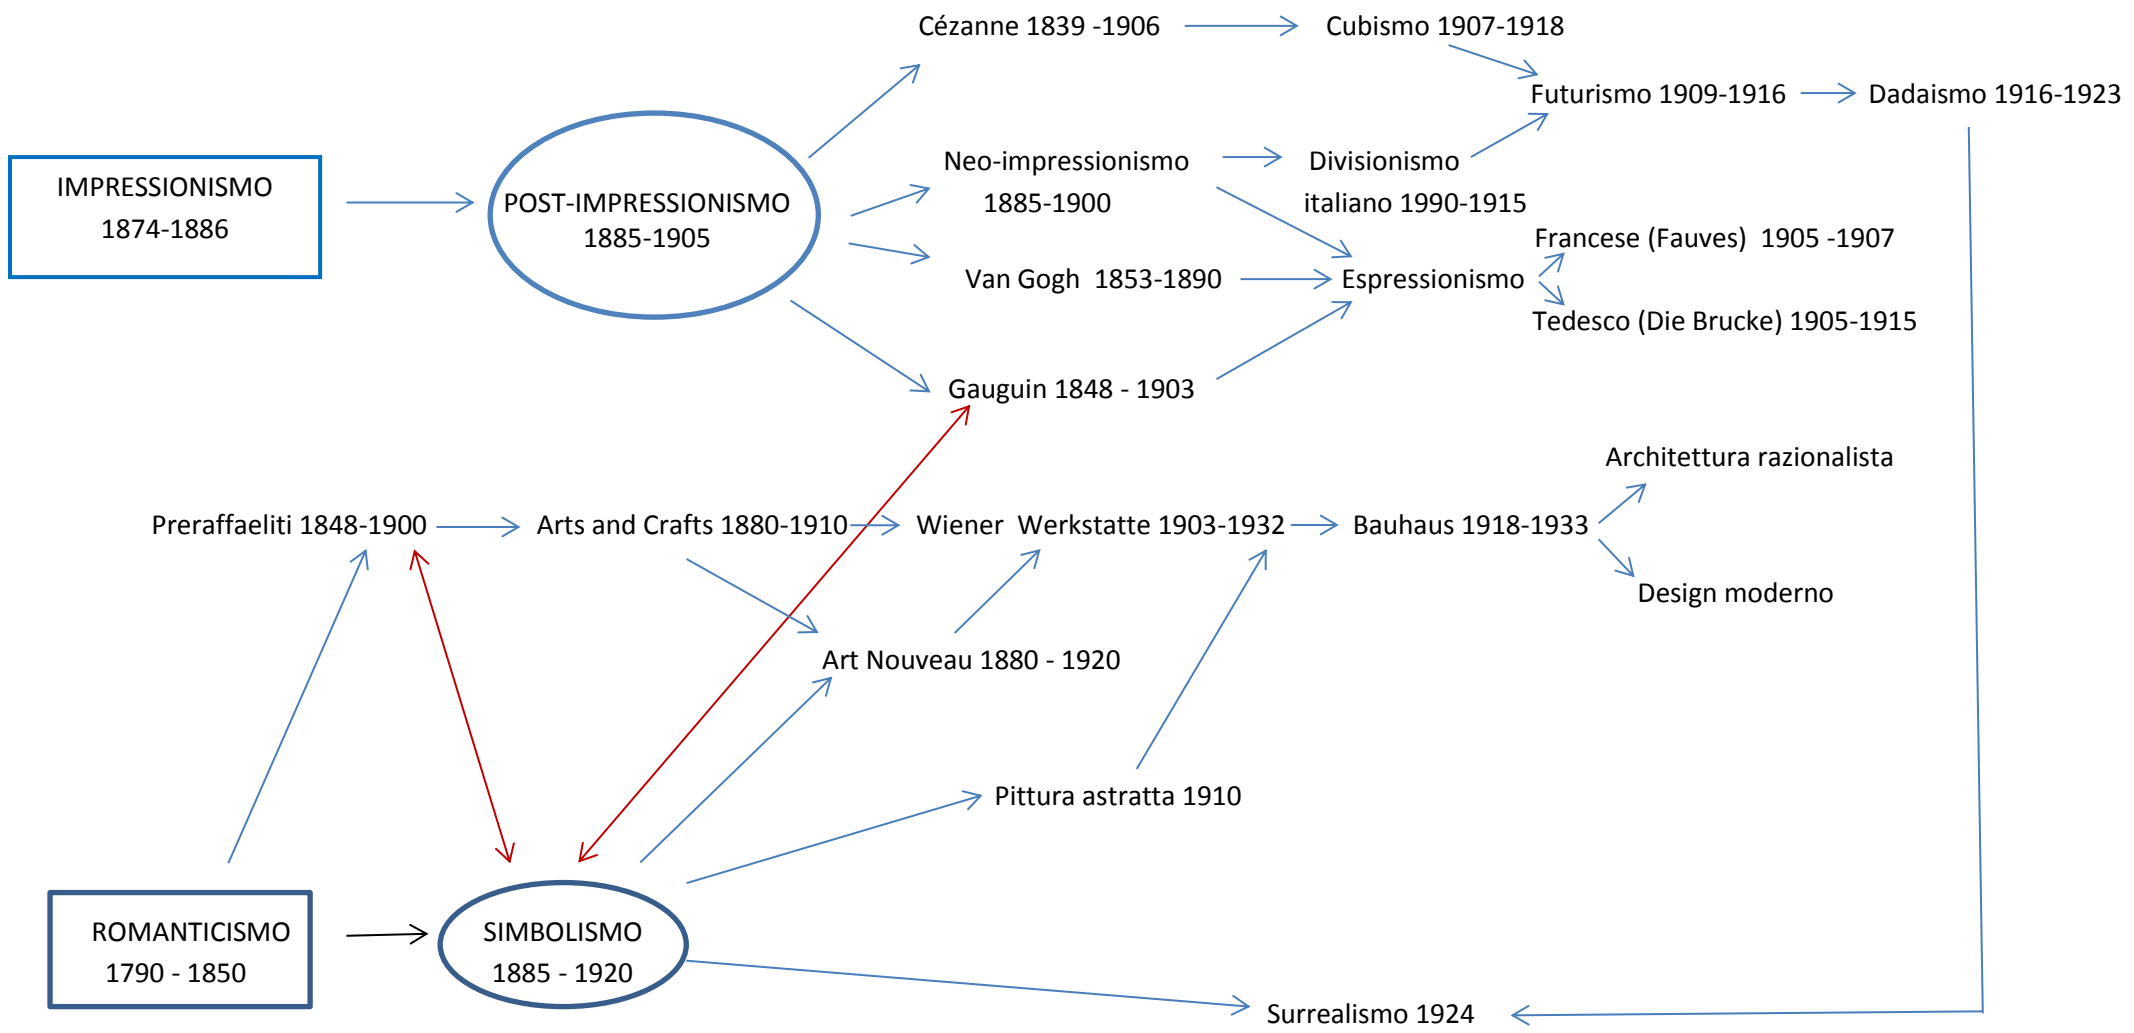 Cézanne 1839 -1906
Cubismo 1907-1918
Futurismo 1909-1916
Dadaismo 1916-1923
IMPRESSIONISMO
1874-1886
POST-IMPRESSIONISMO
1885-1905
Neo-impressionismo
1885-1900
Divisionismo
italiano 1990-1915
Francese (Fauves)  1905 -1907
Van Gogh  1853-1890
Espressionismo
Tedesco (Die Brucke) 1905-1915
Gauguin 1848 - 1903
Architettura razionalista
Preraffaeliti 1848-1900
Arts and Crafts 1880-1910
Wiener  Werkstatte 1903-1932
Bauhaus 1918-1933
Design moderno
Art Nouveau 1880 - 1920
Pittura astratta 1910
ROMANTICISMO
1790 - 1850
SIMBOLISMO
1885 - 1920
Surrealismo 1924